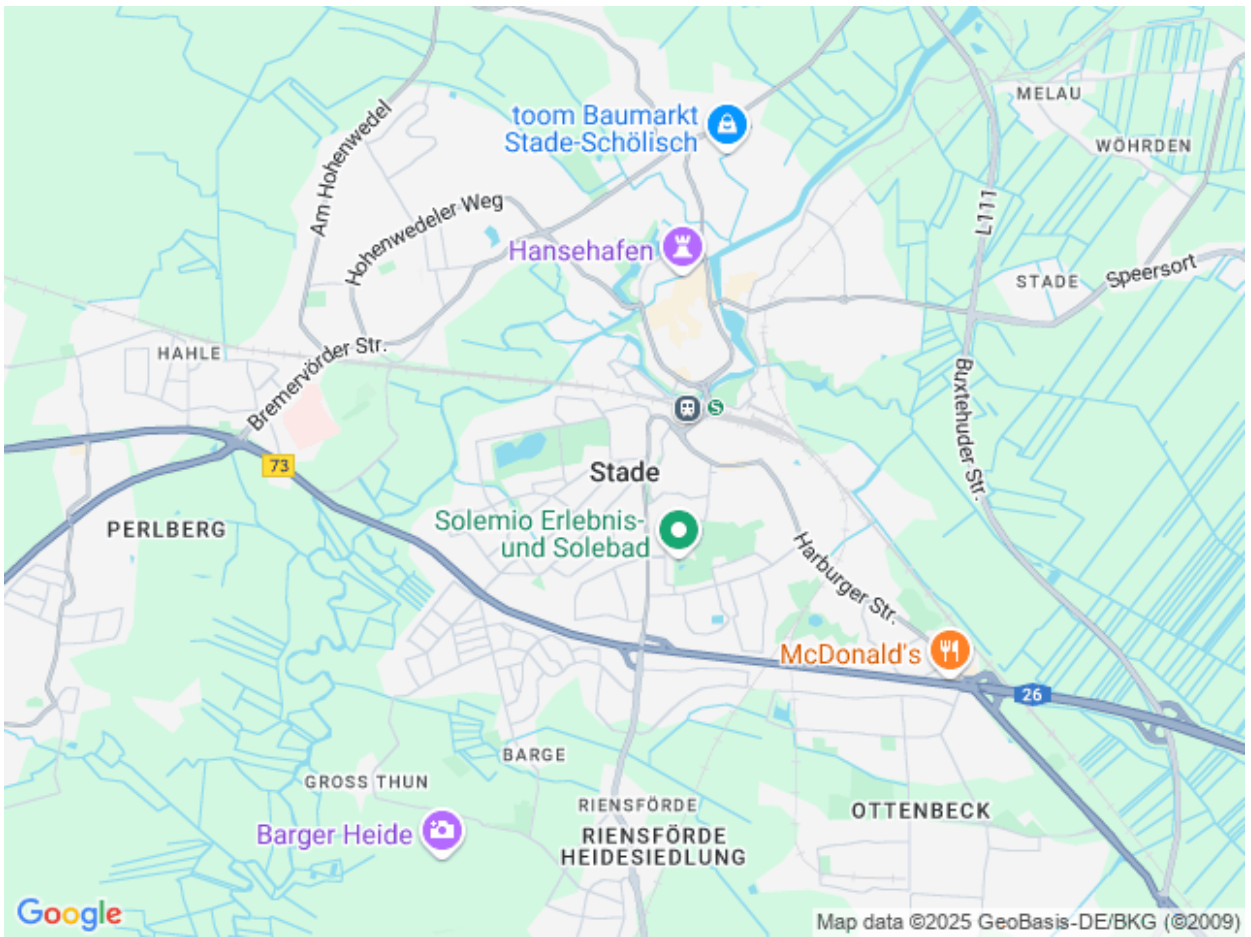 MELAU
toom Baumarkt
Stade-Schölisch
WÖHRDEN
Am Hohenwedel
Hohenwedeler Weg
L111
Hansehafen
STADE
Speersort
HAHLE
Bremervörder Str.
Buxtehuder Str.
S
73
Stade
PERLBERG
Solemio Erlebnis-
und Solebad
Harburger Str.
McDonald's
26
BARGE
GROSS THUN
RIENSFÖRDE
OTTENBECK
Barger Heide
RIENSFÖRDE
HEIDESIEDLUNG
Google
Map data ©2025 GeoBasis-DE/BKG (©2009)